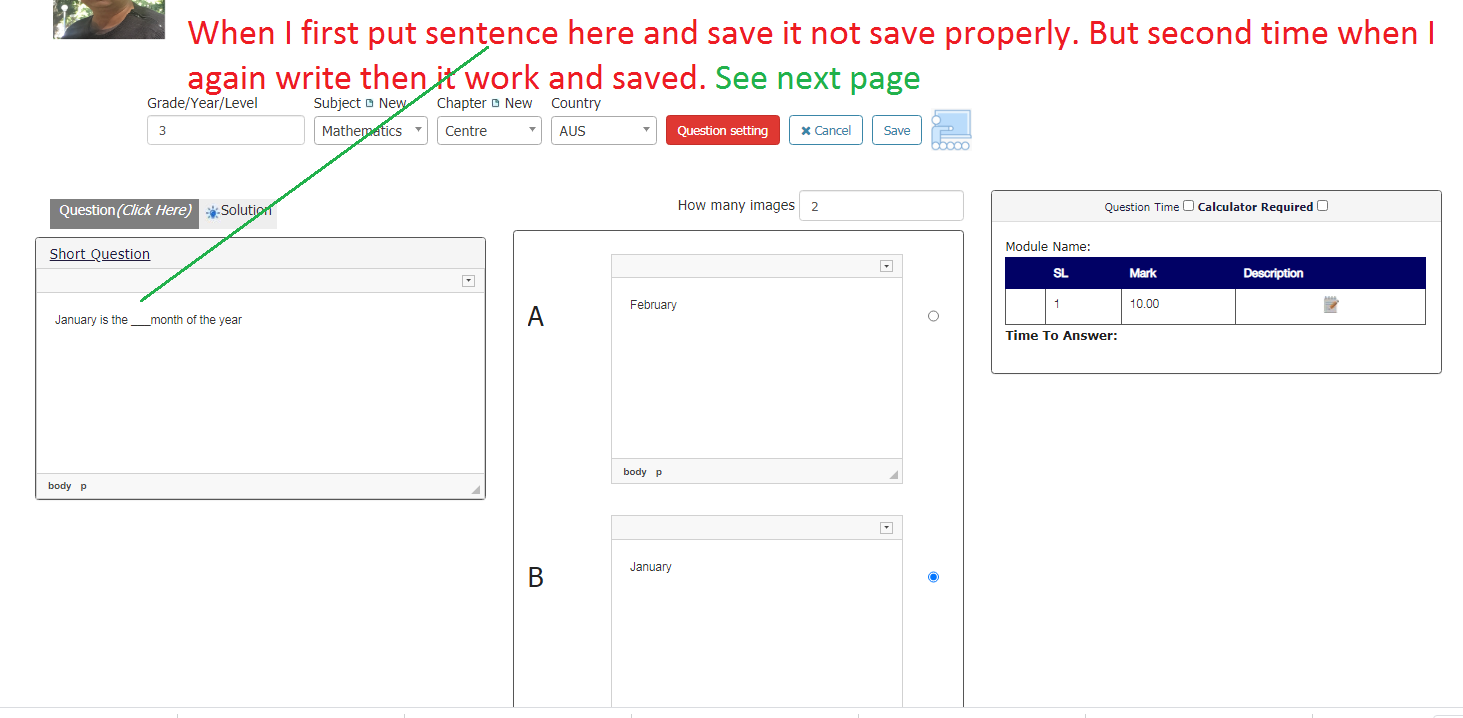 When I first put sentence here and save it not save properly. But second time when I
again write then it work and saved. See next page
Grade/Year/Level Subject New Chapter New Country
3 Mathematics Centre AUS Question setting Cancel Save
Question(Click Here) Solution
How many images 2
Question Time Calculator Required
Short Question
Module Name:
SL Mark Description
1 10.00
Time To Answer:
January is the ___month of the year
body p
A
February
body p
B
January